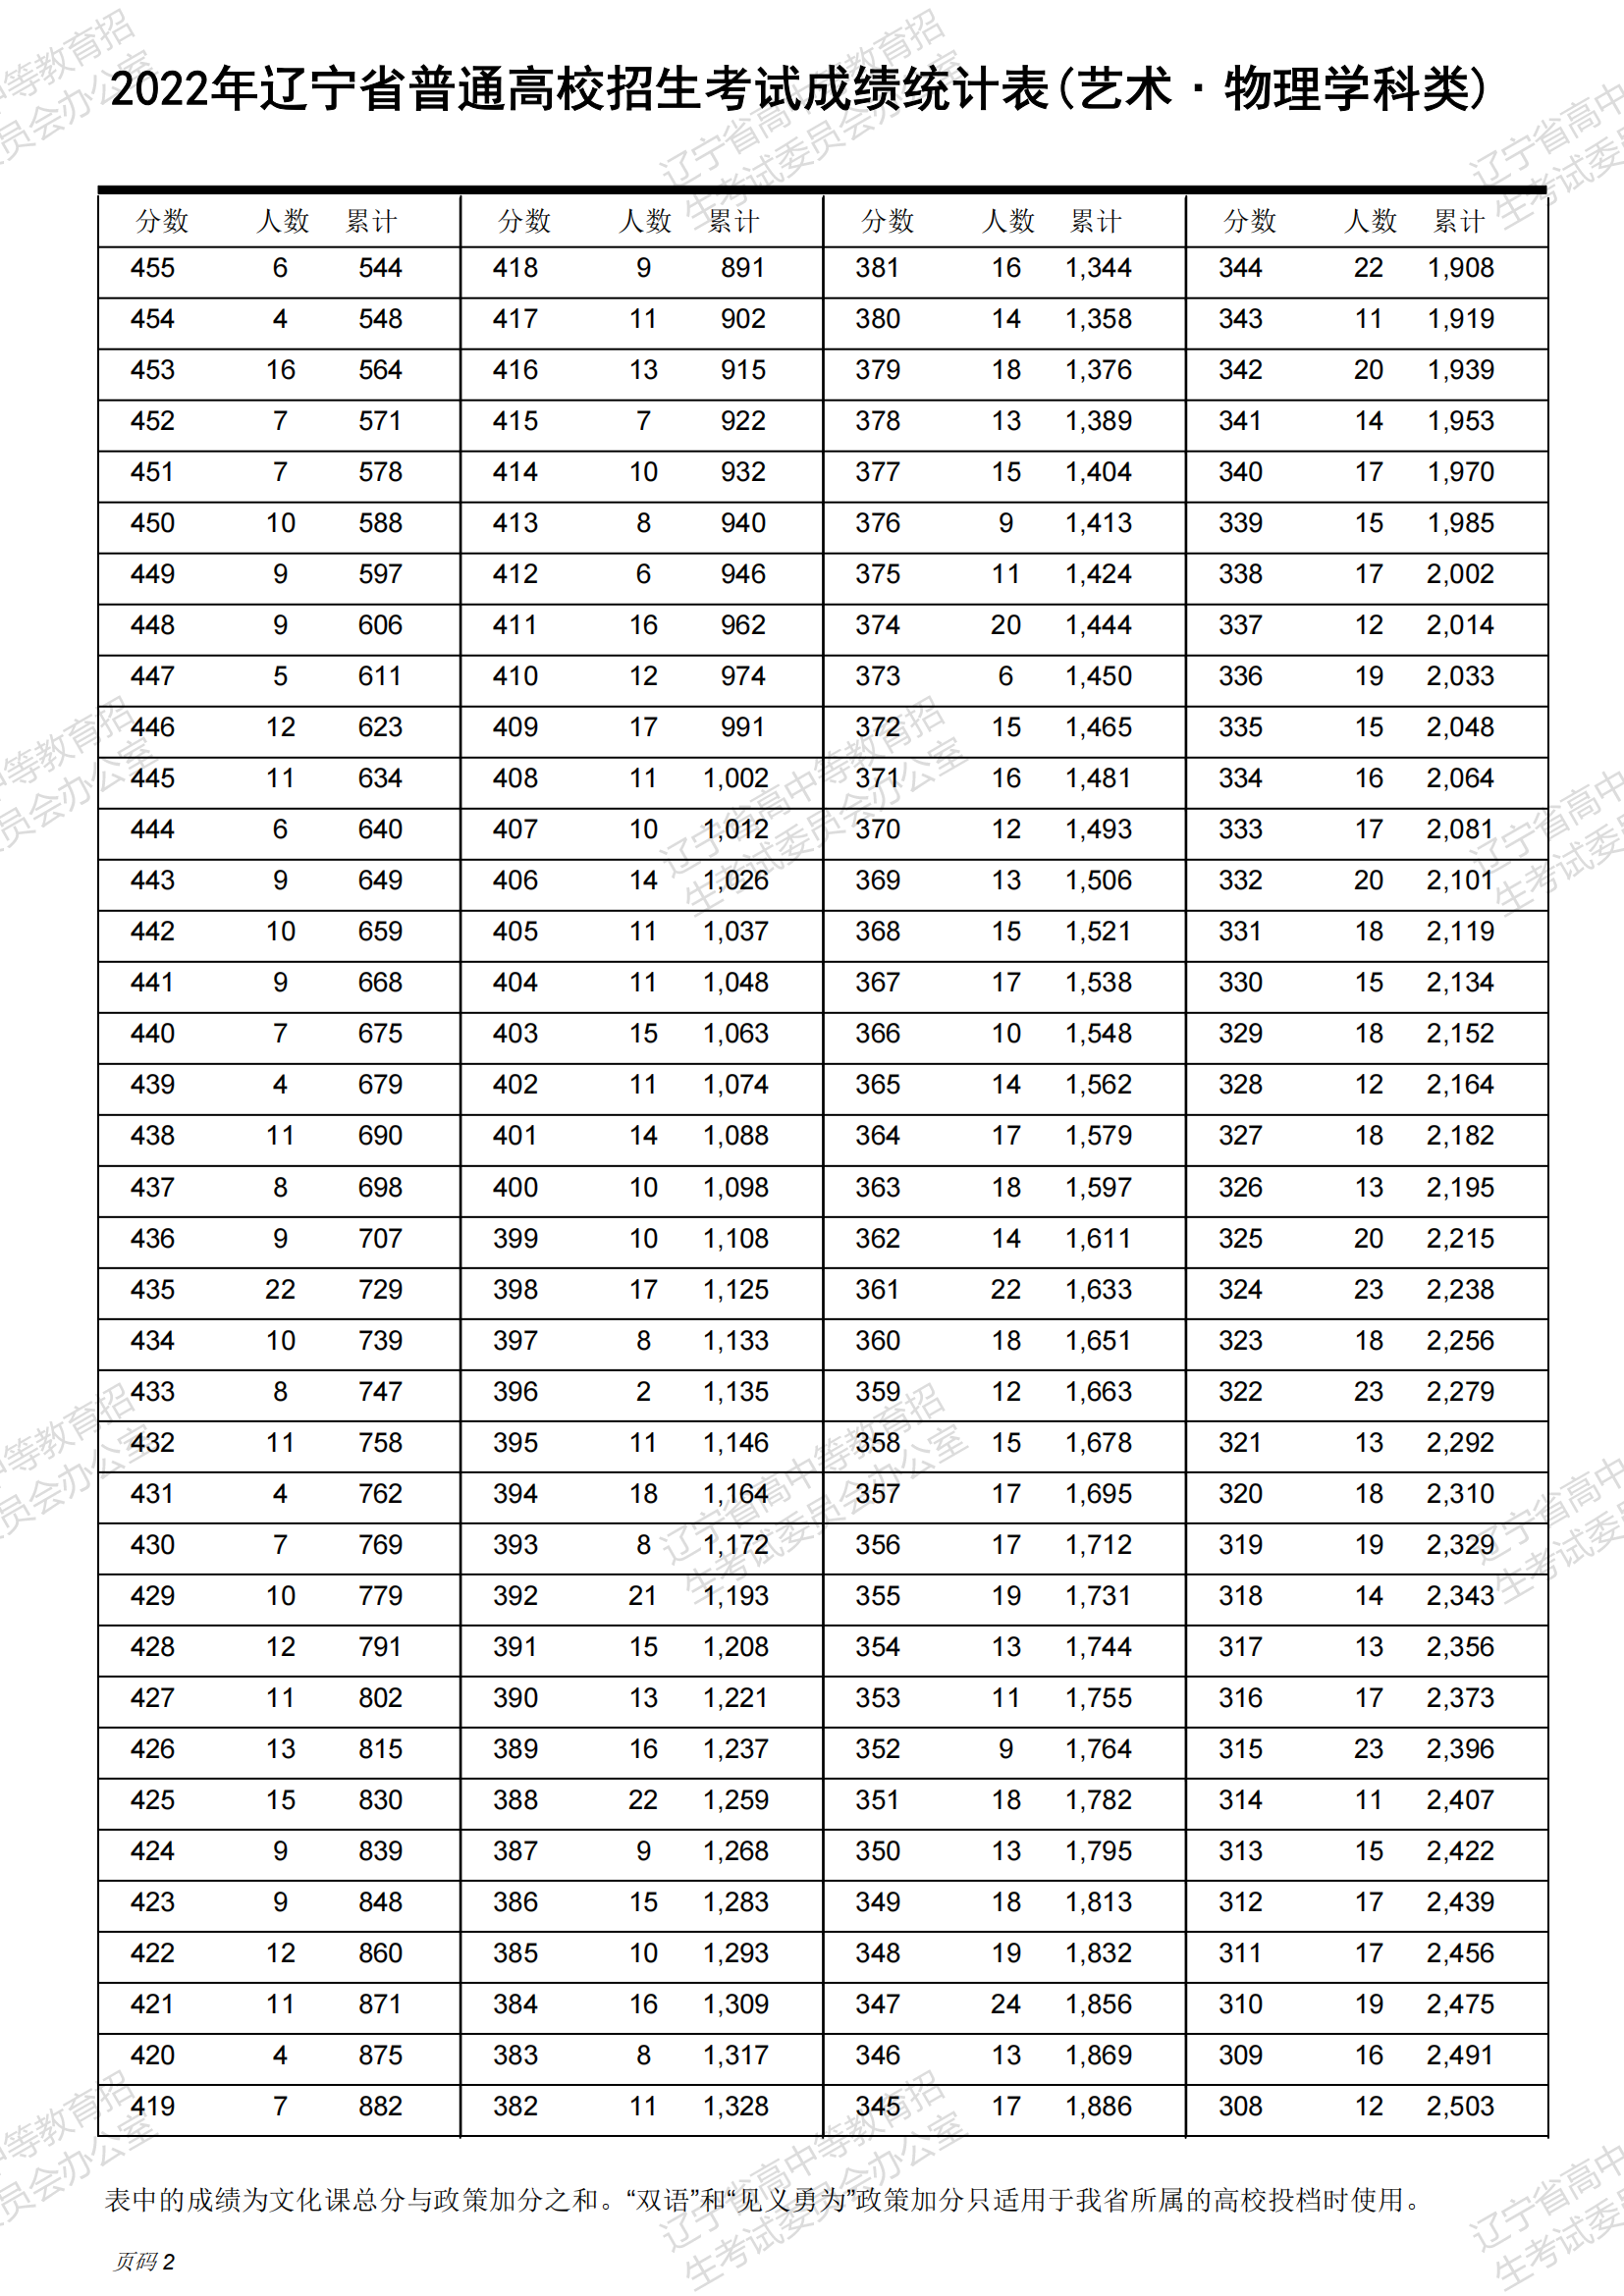 2022年辽宁省普通高校招生考试成绩统计表(艺术·物理学科类)
分数 人数 累计 分数 人数 累计 分数 人数 累计 分数 人数 累计
455 6 544 418 9 891 381 16 1,344 344 22 1,908
454 4 548 417 11 902 380 14 1,358 343 11 1,919
453 16 564 416 13 915 379 18 1,376 342 20 1,939
452 7 571 415 7 922 378 13 1,389 341 14 1,953
451 7 578 414 10 932 377 15 1,404 340 17 1,970
450 10 588 413 8 940 376 9 1,413 339 15 1,985
449 9 597 412 6 946 375 11 1,424 338 17 2,002
448 9 606 411 16 962 374 20 1,444 337 12 2,014
447 5 611 410 12 974 373 6 1,450 336 19 2,033
446 12 623 409 17 991 372 15 1,465 335 15 2,048
445 11 634 408 11 1,002 371 16 1,481 334 16 2,064
444 6 640 407 10 1,012 370 12 1,493 333 17 2,081
443 9 649 406 14 1,026 369 13 1,506 332 20 2,101
442 10 659 405 11 1,037 368 15 1,521 331 18 2,119
441 9 668 404 11 1,048 367 17 1,538 330 15 2,134
440 7 675 403 15 1,063 366 10 1,548 329 18 2,152
439 4 679 402 11 1,074 365 14 1,562 328 12 2,164
438 11 690 401 14 1,088 364 17 1,579 327 18 2,182
437 8 698 400 10 1,098 363 18 1,597 326 13 2,195
436 9 707 399 10 1,108 362 14 1,611 325 20 2,215
435 22 729 398 17 1,125 361 22 1,633 324 23 2,238
434 10 739 397 8 1,133 360 18 1,651 323 18 2,256
433 8 747 396 2 1,135 359 12 1,663 322 23 2,279
432 11 758 395 11 1,146 358 15 1,678 321 13 2,292
431 4 762 394 18 1,164 357 17 1,695 320 18 2,310
430 7 769 393 8 1,172 356 17 1,712 319 19 2,329
429 10 779 392 21 1,193 355 19 1,731 318 14 2,343
428 12 791 391 15 1,208 354 13 1,744 317 13 2,356
427 11 802 390 13 1,221 353 11 1,755 316 17 2,373
426 13 815 389 16 1,237 352 9 1,764 315 23 2,396
425 15 830 388 22 1,259 351 18 1,782 314 11 2,407
424 9 839 387 9 1,268 350 13 1,795 313 15 2,422
423 9 848 386 15 1,283 349 18 1,813 312 17 2,439
422 12 860 385 10 1,293 348 19 1,832 311 17 2,456
421 11 871 384 16 1,309 347 24 1,856 310 19 2,475
420 4 875 383 8 1,317 346 13 1,869 309 16 2,491
419 7 882 382 11 1,328 345 17 1,886 308 12 2,503
表中的成绩为文化课总分与政策加分之和。“双语”和“见义勇为”政策加分只适用于我省所属的高校投档时使用。
页码 2
辽宁省高中等教育招
生考试委员会办公室